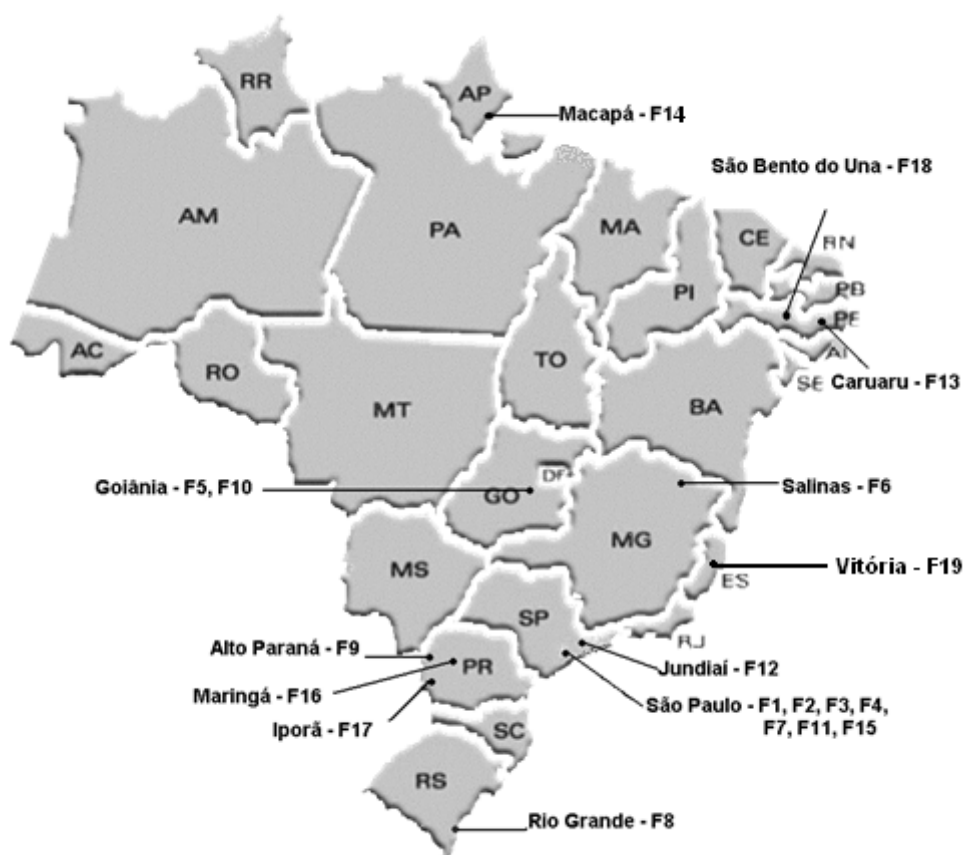 RR
AP
Macapá - F14
São Bento do Una - F18
AM
PA
MA
CE
RN
PI
PB
PE
AC
RO
TO
AL
SE
Caruaru - F13
MT
BA
DF
Goiânia - F5, F10
GO
Salinas - F6
MG
MS
Vitória - F19
ES
SP
RJ
Alto Paraná - F9
PR
Jundiaí - F12
Maringá - F16
São Paulo - F1, F2, F3, F4,
F7, F11, F15
Iporã - F17
SC
RS
Rio Grande - F8